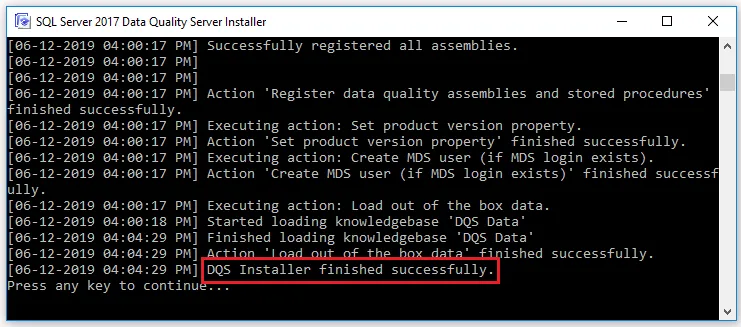 SQL Server 2017 Data Quality Server Installer
[06-12-2019 04:00:17 PM] Successfully registered all assemblies.
[06-12-2019 04:00:17 PM]
[06-12-2019 04:00:17 PM]
[06-12-2019 04:00:17 PM] Action 'Register data quality assemblies and stored procedures'
finished successfully.
[06-12-2019 04:00:17 PM] Executing action: Set product version property.
[06-12-2019 04:00:17 PM] Action 'Set product version property' finished successfully.
[06-12-2019 04:00:17 PM] Executing action: Create MDS user (if MDS login exists).
[06-12-2019 04:00:17 PM] Action 'Create MDS user (if MDS login exists)' finished successf
ully.
[06-12-2019 04:00:17 PM] Executing action: Load out of the box data.
[06-12-2019 04:00:18 PM] Started loading knowledgebase 'DQS Data'
[06-12-2019 04:04:29 PM] Finished loading knowledgebase 'DQS Data'
[06-12-2019 04:04:29 PM] Action 'Load out of the box data' finished successfully.
[06-12-2019 04:04:29 PM] DQS Installer finished successfully.
Press any key to continue...